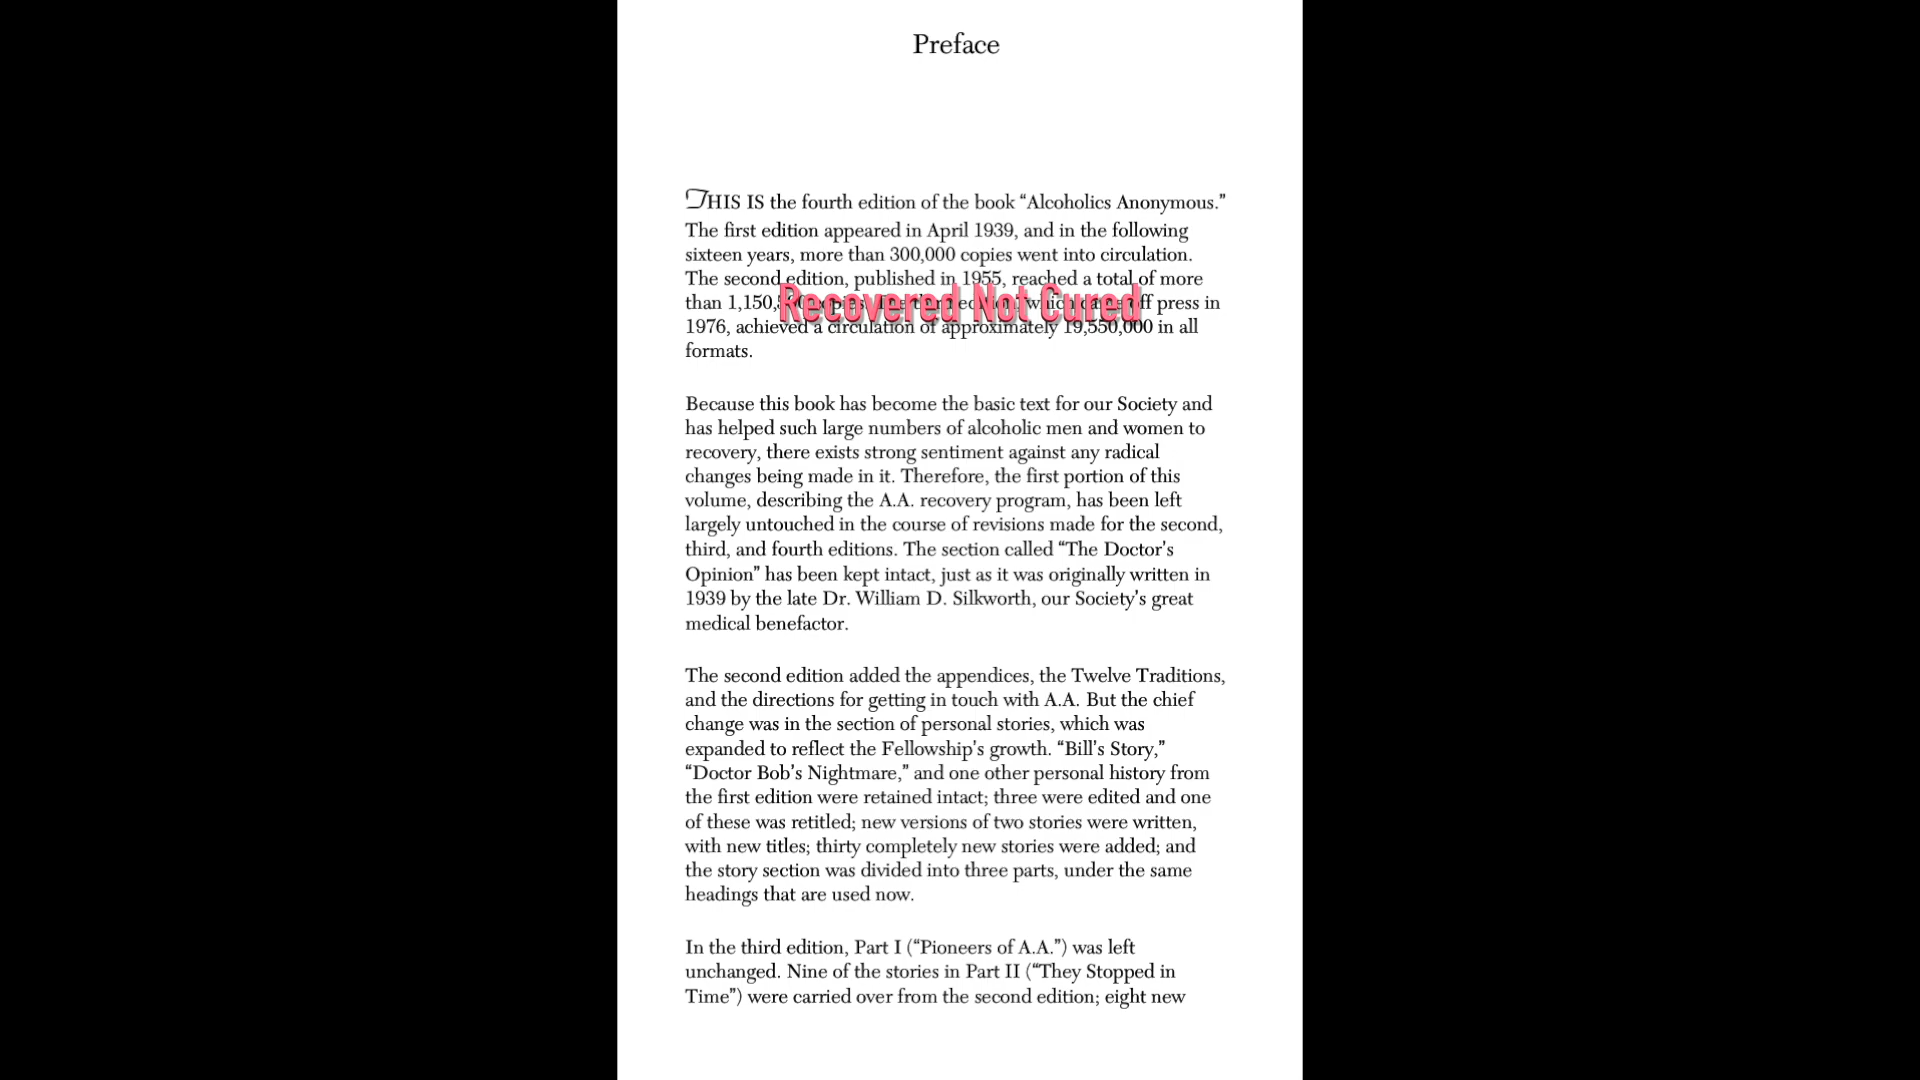 Preface
THIS IS the fourth edition of the book “Alcoholics Anonymous.”
The first edition appeared in April 1939, and in the following
sixteen years, more than 300,000 copies went into circulation.
The second edition, published in 1955, reached a total of more
than 1,150, which off press in
Recovered Not Cured
1976, achieved a circulation of approximately 19,550,000 in all
formats.
Because this book has become the basic text for our Society and
has helped such large numbers of alcoholic men and women to
recovery, there exists strong sentiment against any radical
changes being made in it. Therefore, the first portion of this
volume, describing the A.A. recovery program, has been left
largely untouched in the course of revisions made for the second,
third, and fourth editions. The section called “The Doctor’s
Opinion” has been kept intact, just as it was originally written in
1939 by the late Dr. William D. Silkworth, our Society’s great
medical benefactor.
The second edition added the appendices, the Twelve Traditions,
and the directions for getting in touch with A.A. But the chief
change was in the section of personal stories, which was
expanded to reflect the Fellowship’s growth. “Bill’s Story,”
“Doctor Bob’s Nightmare,” and one other personal history from
the first edition were retained intact; three were edited and one
of these was retitled; new versions of two stories were written,
with new titles; thirty completely new stories were added; and
the story section was divided into three parts, under the same
headings that are used now.
In the third edition, Part I (“Pioneers of A.A.”) was left
unchanged. Nine of the stories in Part II (“They Stopped in
Time”) were carried over from the second edition; eight new